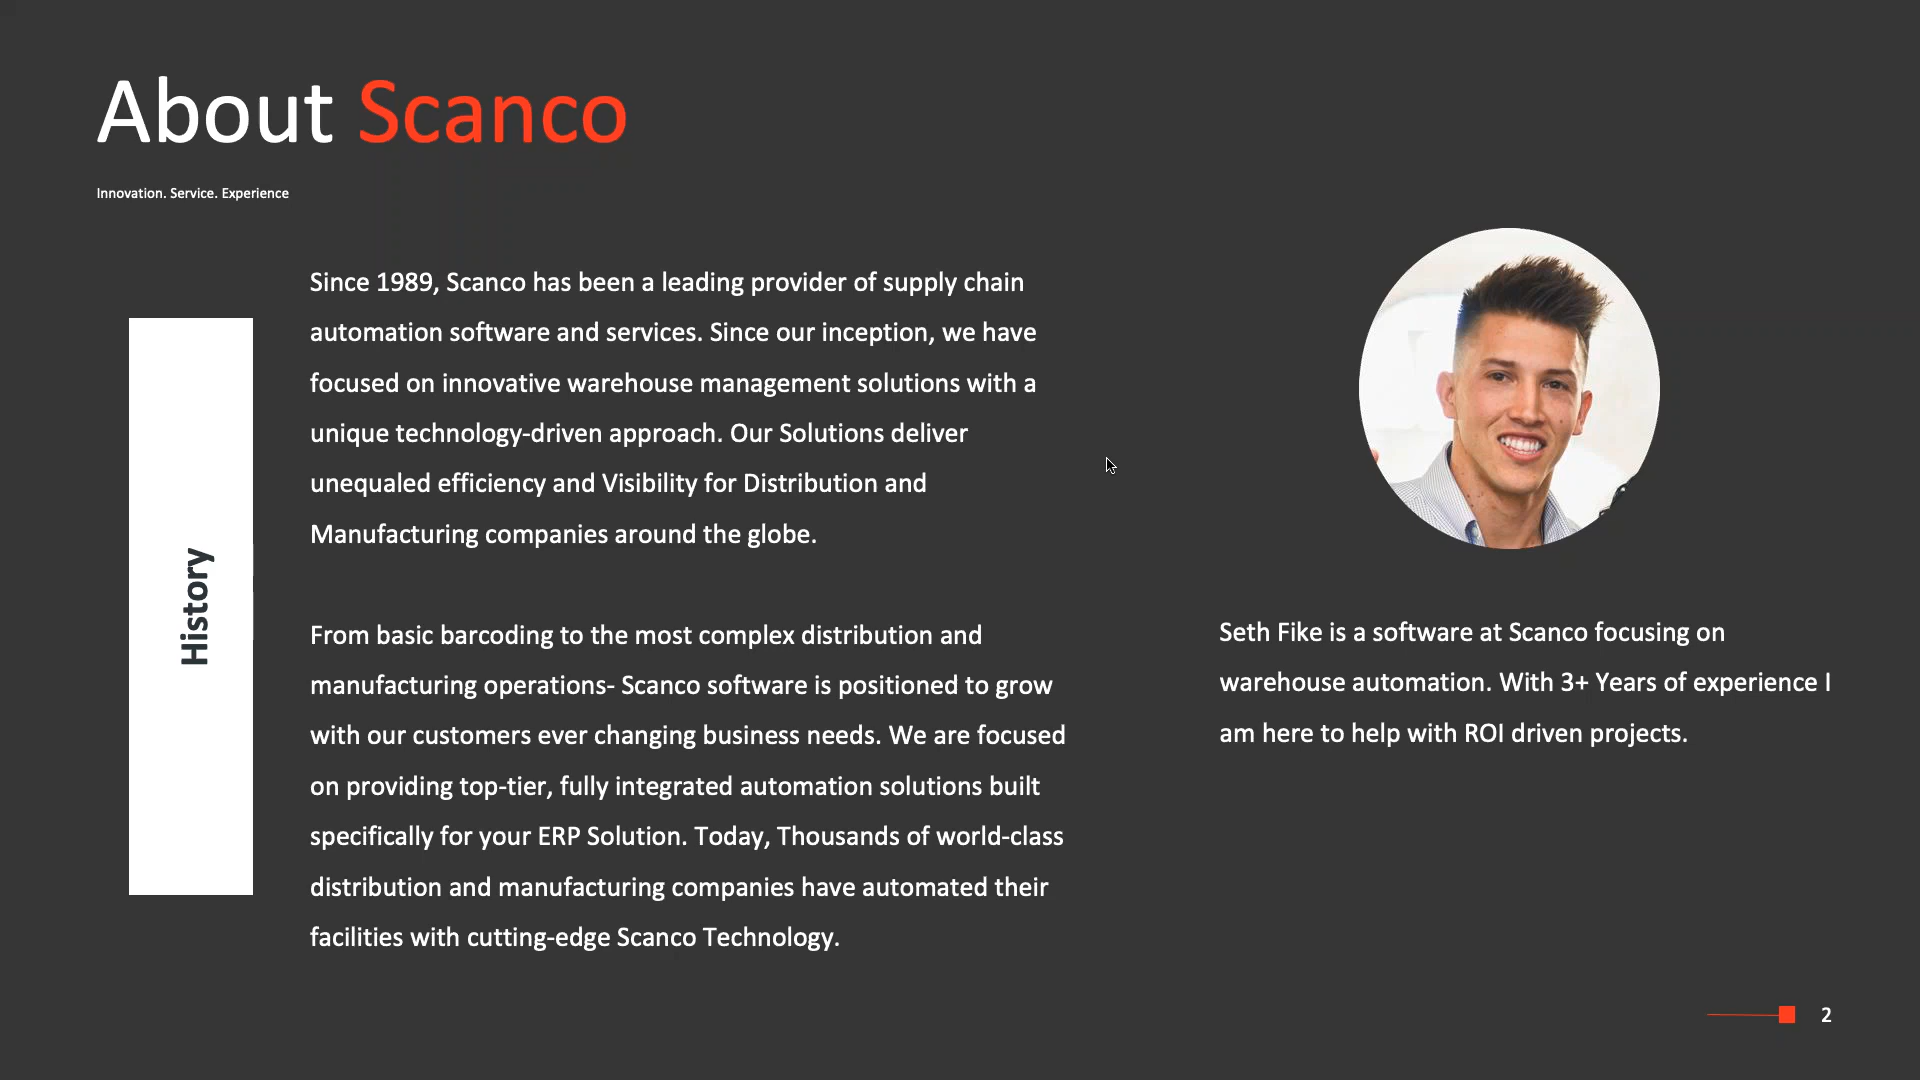 About Scanco
Innovation. Service. Experience
History
Since 1989, Scanco has been a leading provider of supply chain
automation software and services. Since our inception, we have
focused on innovative warehouse management solutions with a
unique technology-driven approach. Our Solutions deliver
unequaled efficiency and Visibility for Distribution and
Manufacturing companies around the globe.
From basic barcoding to the most complex distribution and
manufacturing operations- Scanco software is positioned to grow
with our customers ever changing business needs. We are focused
on providing top-tier, fully integrated automation solutions built
specifically for your ERP Solution. Today, Thousands of world-class
distribution and manufacturing companies have automated their
facilities with cutting-edge Scanco Technology.
Seth Fike is a software at Scanco focusing on
warehouse automation. With 3+ Years of experience I
am here to help with ROI driven projects.
2